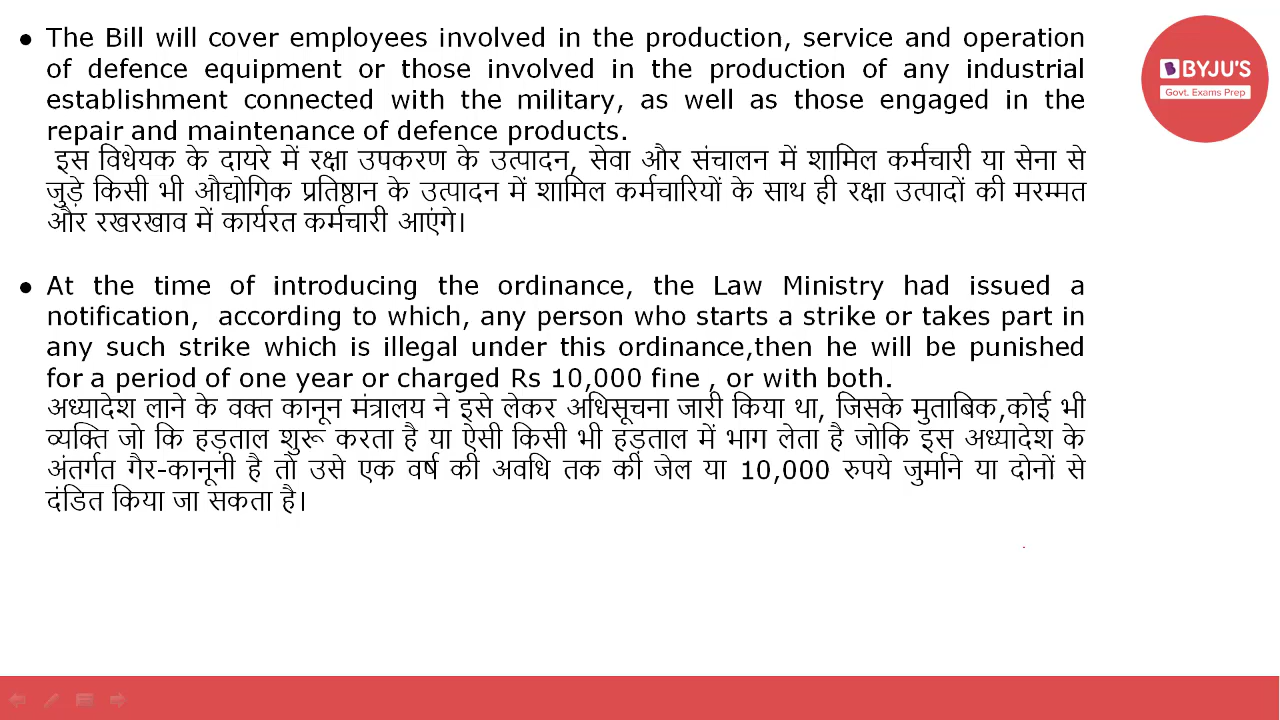 • The Bill will cover employees involved in the production, service and operation
of defence equipment or those involved in the production of any industrial
establishment connected with the military, as well as those engaged in the
repair and maintenance of defence products.
इस विधेयक के दायरे में रक्षा उपकरण के उत्पादन, सेवा और संचालन में शामिल कर्मचारी या सेना से
जुड़े किसी भी औद्योगिक प्रतिष्ठान के उत्पादन में शामिल कर्मचारियों के साथ ही रक्षा उत्पादों की मरम्मत
और रखरखाव में कार्यरत कर्मचारी आएंगे।
• At the time of introducing the ordinance, the Law Ministry had issued a
notification, according to which, any person who starts a strike or takes part in
any such strike which is illegal under this ordinance,then he will be punished
for a period of one year or charged Rs 10,000 fine , or with both.
अध्यादेश लाने के वक्त कानून मंत्रालय ने इसे लेकर अधिसूचना जारी किया था, जिसके मुताबिक,कोई भी
व्यक्ति जो कि हड़ताल शुरू करता है या ऐसी किसी भी हड़ताल में भाग लेता है जोकि इस अध्यादेश के
अंतर्गत गैर-कानूनी है तो उसे एक वर्ष की अवधि तक की जेल या 10,000 रुपये जुर्माने या दोनों से
दंडित किया जा सकता है।
BYJU'S
Govt. Exams Prep